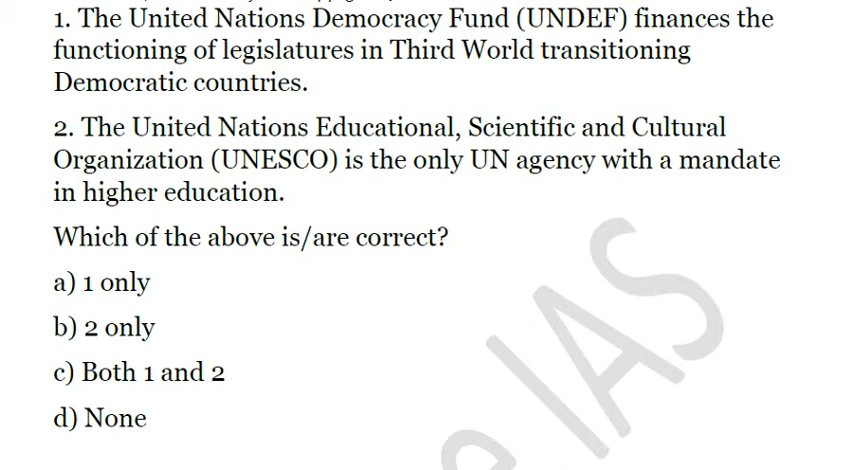 1. The United Nations Democracy Fund (UNDEF) finances the
functioning of legislatures in Third World transitioning
Democratic countries.
2. The United Nations Educational, Scientific and Cultural
Organization (UNESCO) is the only UN agency with a mandate
in higher education.
Which of the above is/are correct?
a) 1 only
b) 2 only
c) Both 1 and 2
d) None
IAS